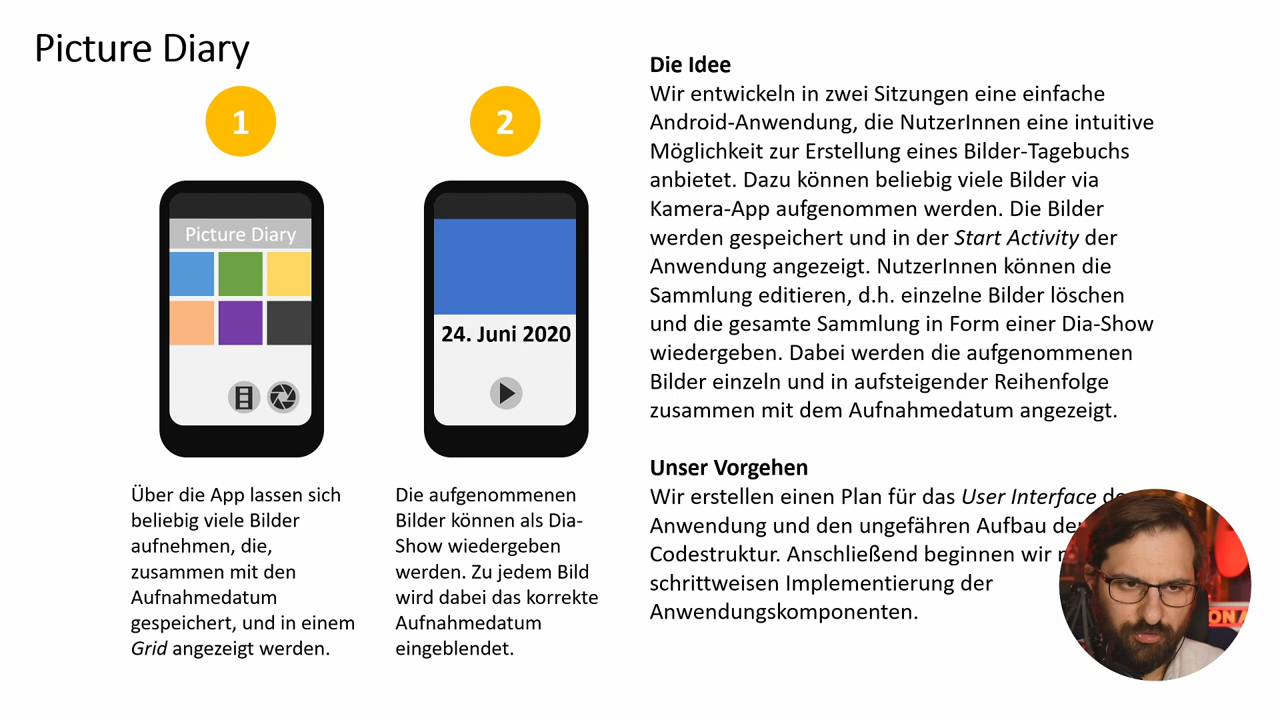 Picture Diary
1
Picture Diary
Über die App lassen sich
beliebig viele Bilder
aufnehmen, die,
zusammen mit den
Aufnahmedatum
gespeichert, und in einem
Grid angezeigt werden.
2
24. Juni 2020
Die aufgenommenen
Bilder können als Dia-
Show wiedergeben
werden. Zu jedem Bild
wird dabei das korrekte
Aufnahmedatum
eingeblendet.
Die Idee
Wir entwickeln in zwei Sitzungen eine einfache
Android-Anwendung, die NutzerInnen eine intuitive
Möglichkeit zur Erstellung eines Bilder-Tagebuchs
anbietet. Dazu können beliebig viele Bilder via
Kamera-App aufgenommen werden. Die Bilder
werden gespeichert und in der Start Activity der
Anwendung angezeigt. NutzerInnen können die
Sammlung editieren, d.h. einzelne Bilder löschen
und die gesamte Sammlung in Form einer Dia-Show
wiedergeben. Dabei werden die aufgenommenen
Bilder einzeln und in aufsteigender Reihenfolge
zusammen mit dem Aufnahmedatum angezeigt.
Unser Vorgehen
Wir erstellen einen Plan für das User Interface
Anwendung und den ungefähren Aufbau
Codestruktur. Anschließend beginnen wir
schrittweisen Implementierung der
Anwendungskomponenten.